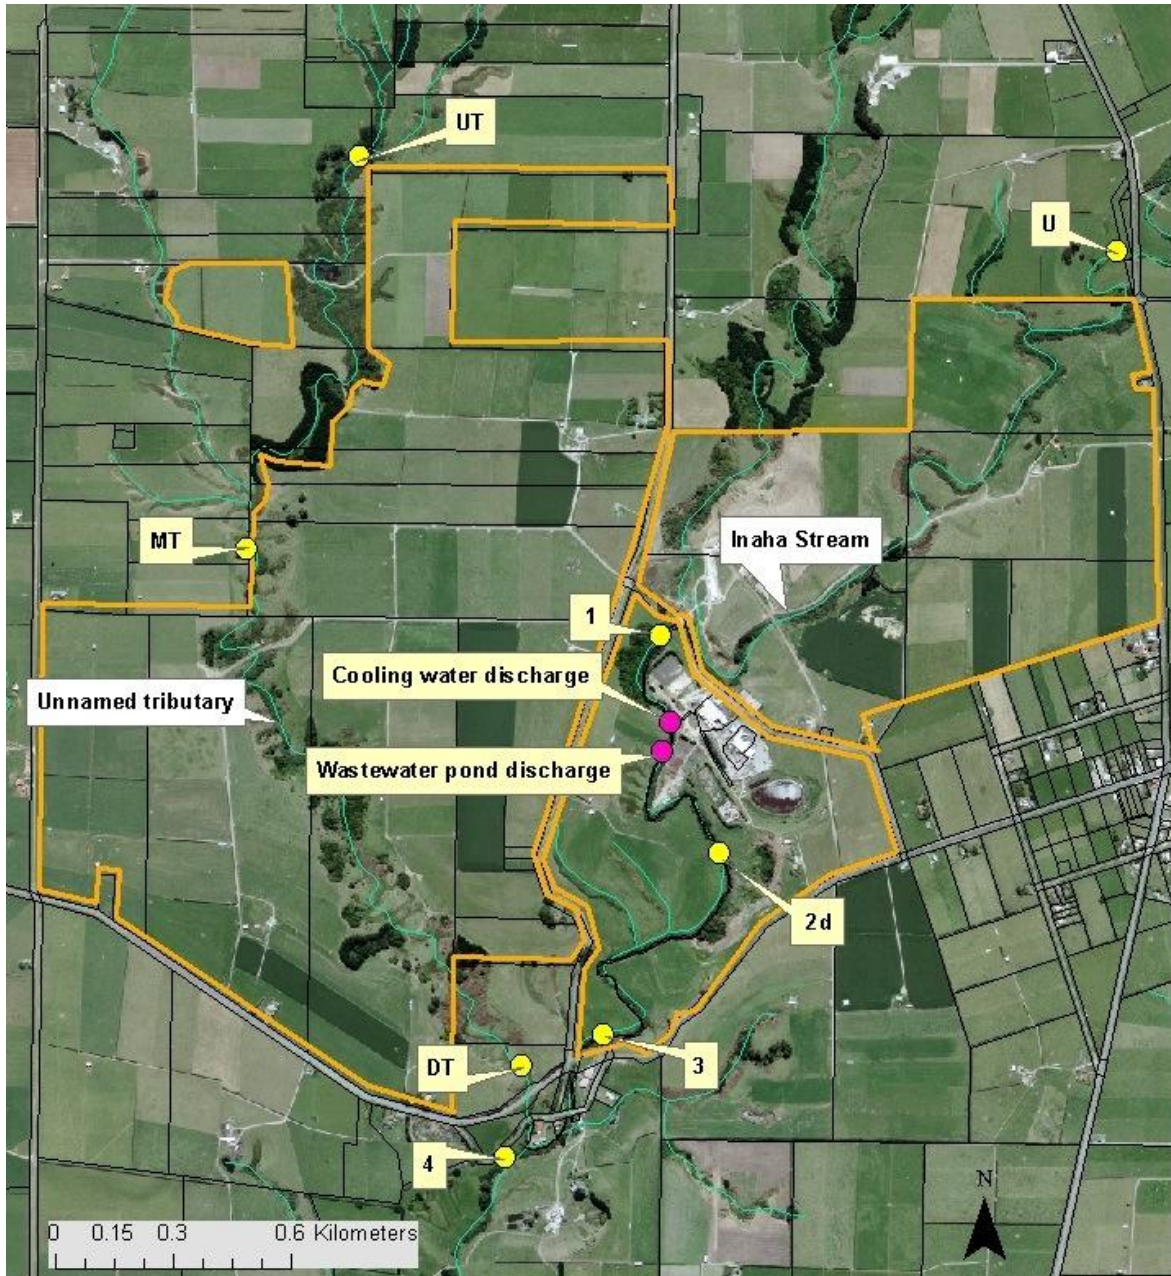 UT
U
MT
Inaha Stream
1
Cooling water discharge
Unnamed tributary
Wastewater pond discharge
2d
DT
3
4
N
0 0.15 0.3 0.6 Kilometers